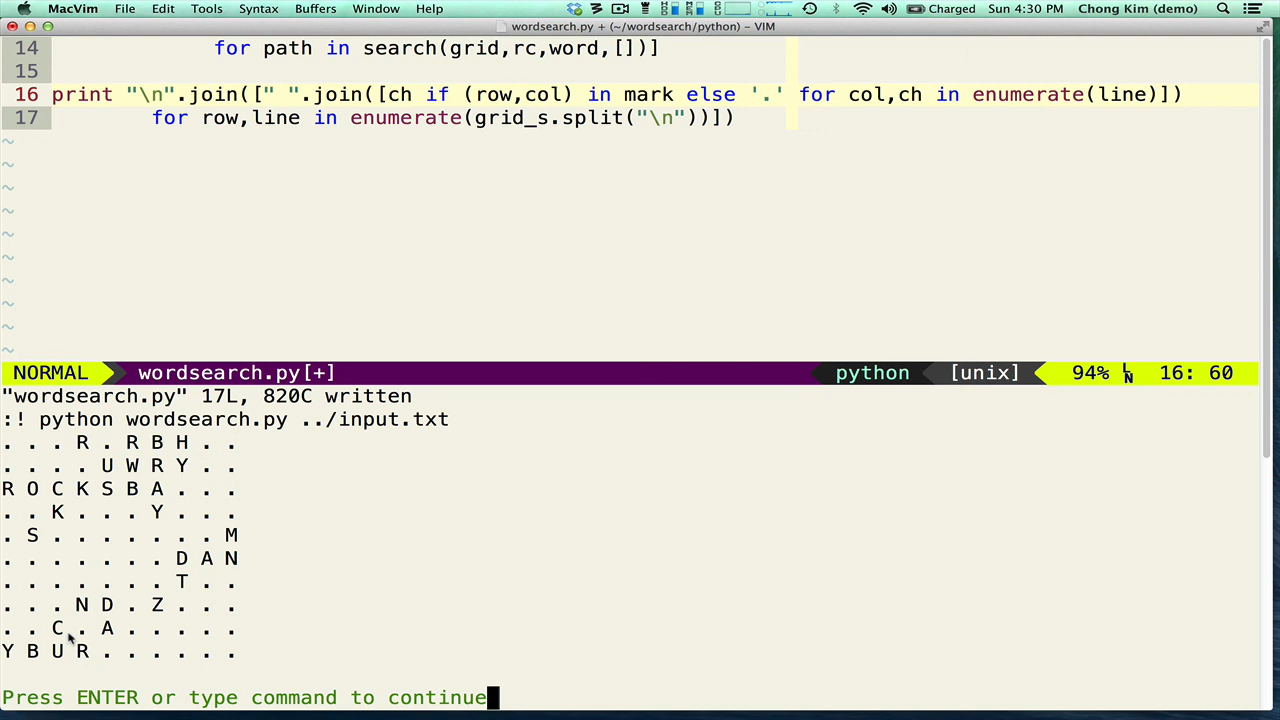 MacVim File Edit Tools Syntax Buffers Window Help Charged Sun 4:30 PM Chong Kim (demo)
wordsearch.py + (~/wordsearch/python) – VIM
14 for path in search(grid,rc,word,[])]
15
16 print "\n".join([" ".join([ch if (row,col) in mark else '.' for col,ch in enumerate(line)])
17 for row,line in enumerate(grid_s.split("\n"))])
~
~
~
~
~
~
~
~
~
~
NORMAL wordsearch.py[+] python [unix] 94% LN 16: 60
"wordsearch.py" 17L, 820C written
:! python wordsearch.py ../input.txt
. . . R . R B H . .
. . . . U W R Y . .
R O C K S B A . . .
. . K . . . Y . . .
. S . . . . . . . M
. . . . . . . D A N
. . . . . . . T . .
. . . N D . Z . . .
. . C . A . . . . .
Y B U R . . . . . .
Press ENTER or type command to continue